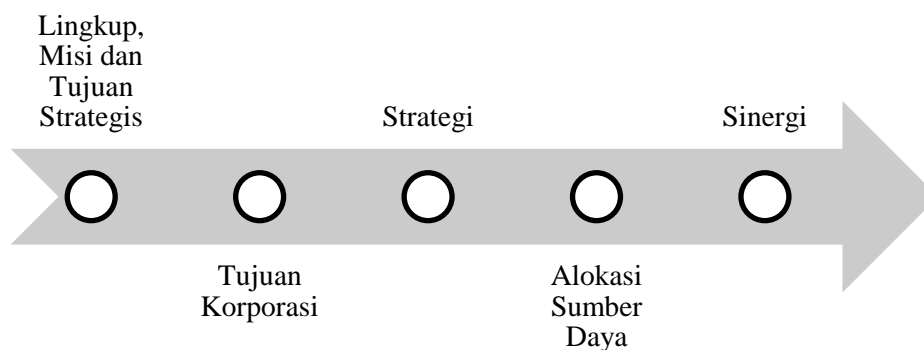 Lingkup,
Misi dan
Tujuan
Strategis
Tujuan
Korporasi
Strategi
Alokasi
Sumber
Daya
Sinergi